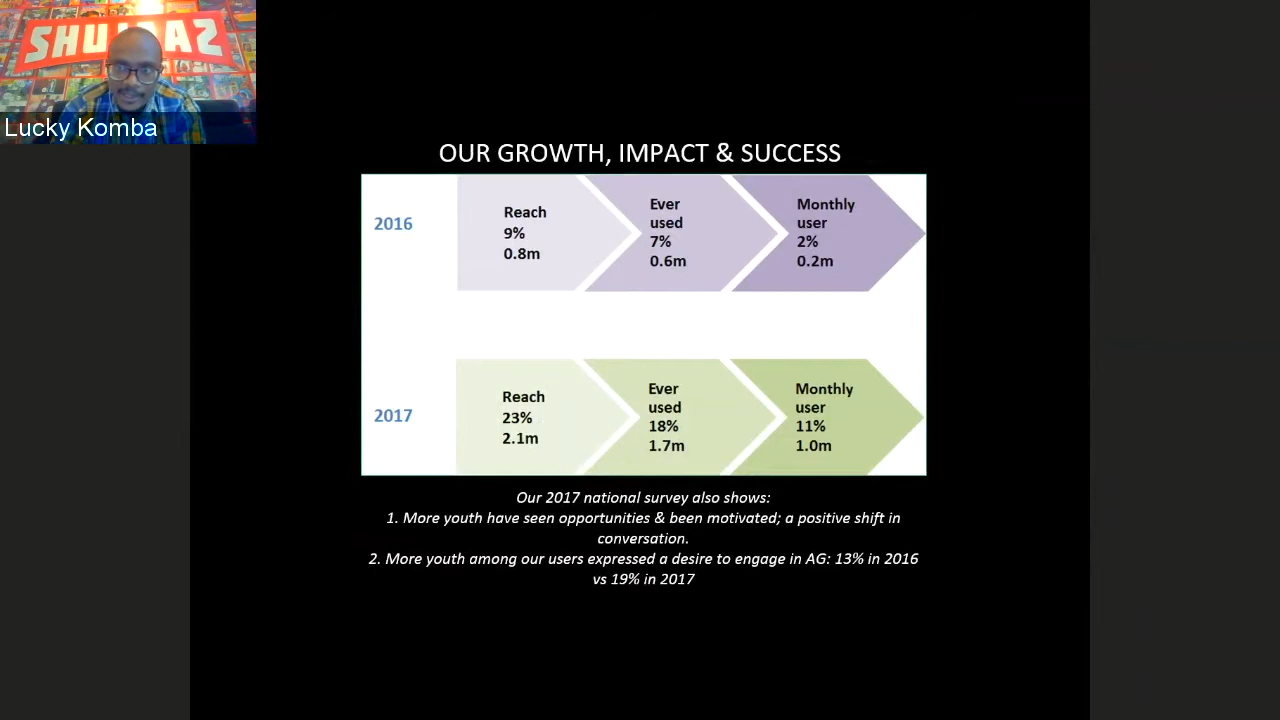 SHUJAAZ
Lucky Komba
OUR GROWTH, IMPACT & SUCCESS
2016
Reach
9%
0.8m
Ever
used
7%
0.6m
Monthly
user
2%
0.2m
2017
Reach
23%
2.1m
Ever
used
18%
1.7m
Monthly
user
11%
1.0m
Our 2017 national survey also shows:
1. More youth have seen opportunities & been motivated; a positive shift in
conversation.
2. More youth among our users expressed a desire to engage in AG: 13% in 2016
vs 19% in 2017